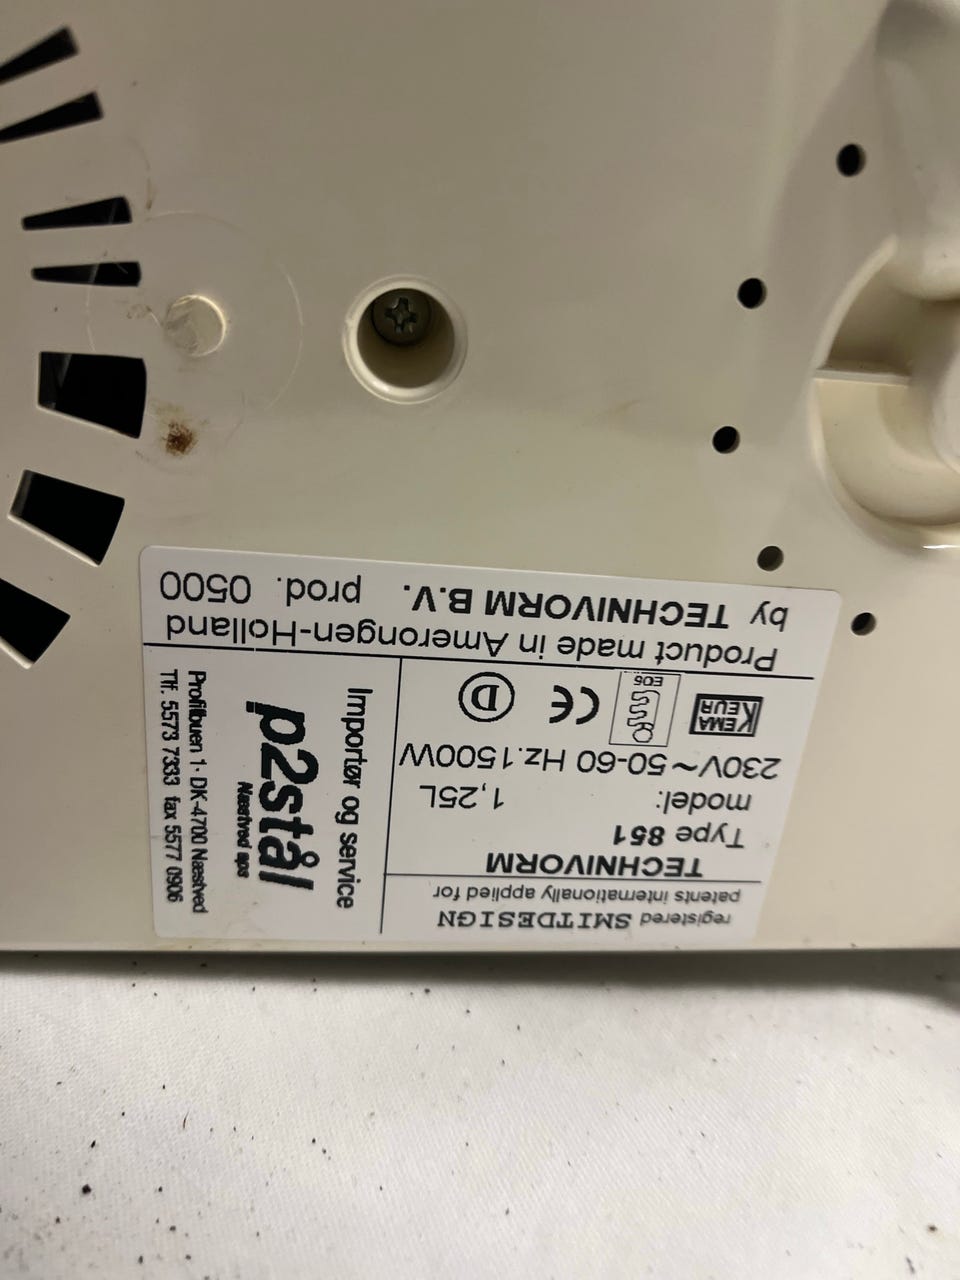 registered SMITDESIGN
patents internationally applied for
TECHNIVORM
Type 851
model: 1,25L
230V~50-60 Hz.1500W
KEMA
KEUR
E05
CE
D
Product made in Amerongen-Holland
by TECHNIVORM B.V. prod. 0500
Importør og service
p2stål
Næstved aps
Profilbuen 1 · DK-4700 Næstved
Tlf. 5573 7333 fax 5577 0906